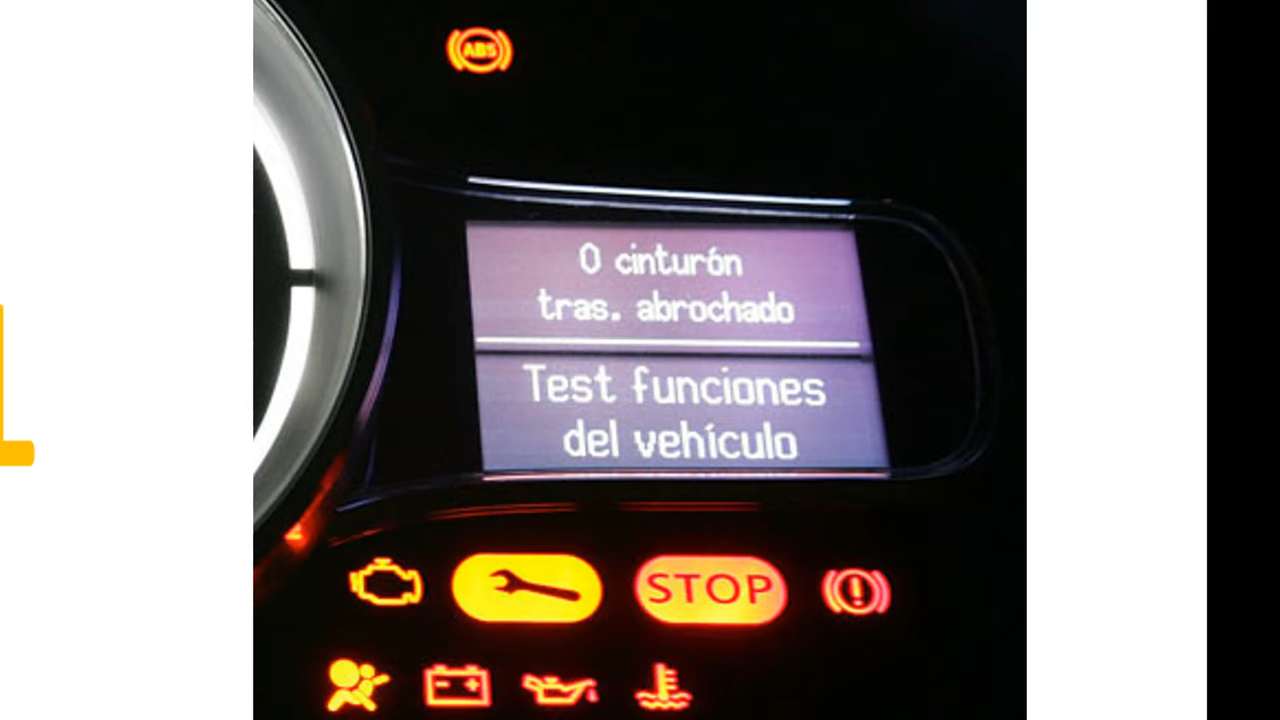 ABS
0 cinturón
tras. abrochado
Test funciones
del vehículo
STOP